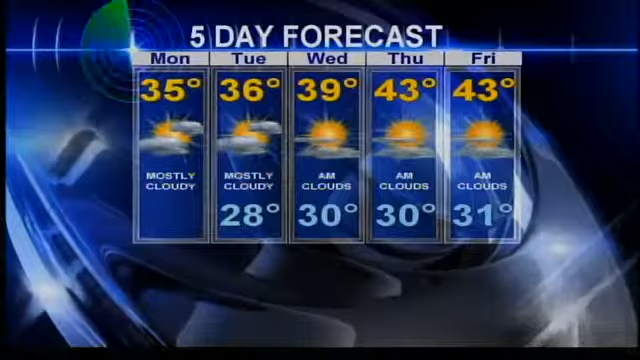 5 DAY FORECAST
Mon Tue Wed Thu Fri
35° 36° 39° 43° 43°
MOSTLY MOSTLY AM AM AM
CLOUDY CLOUDY CLOUDS CLOUDS CLOUDS
28° 30° 30° 31°